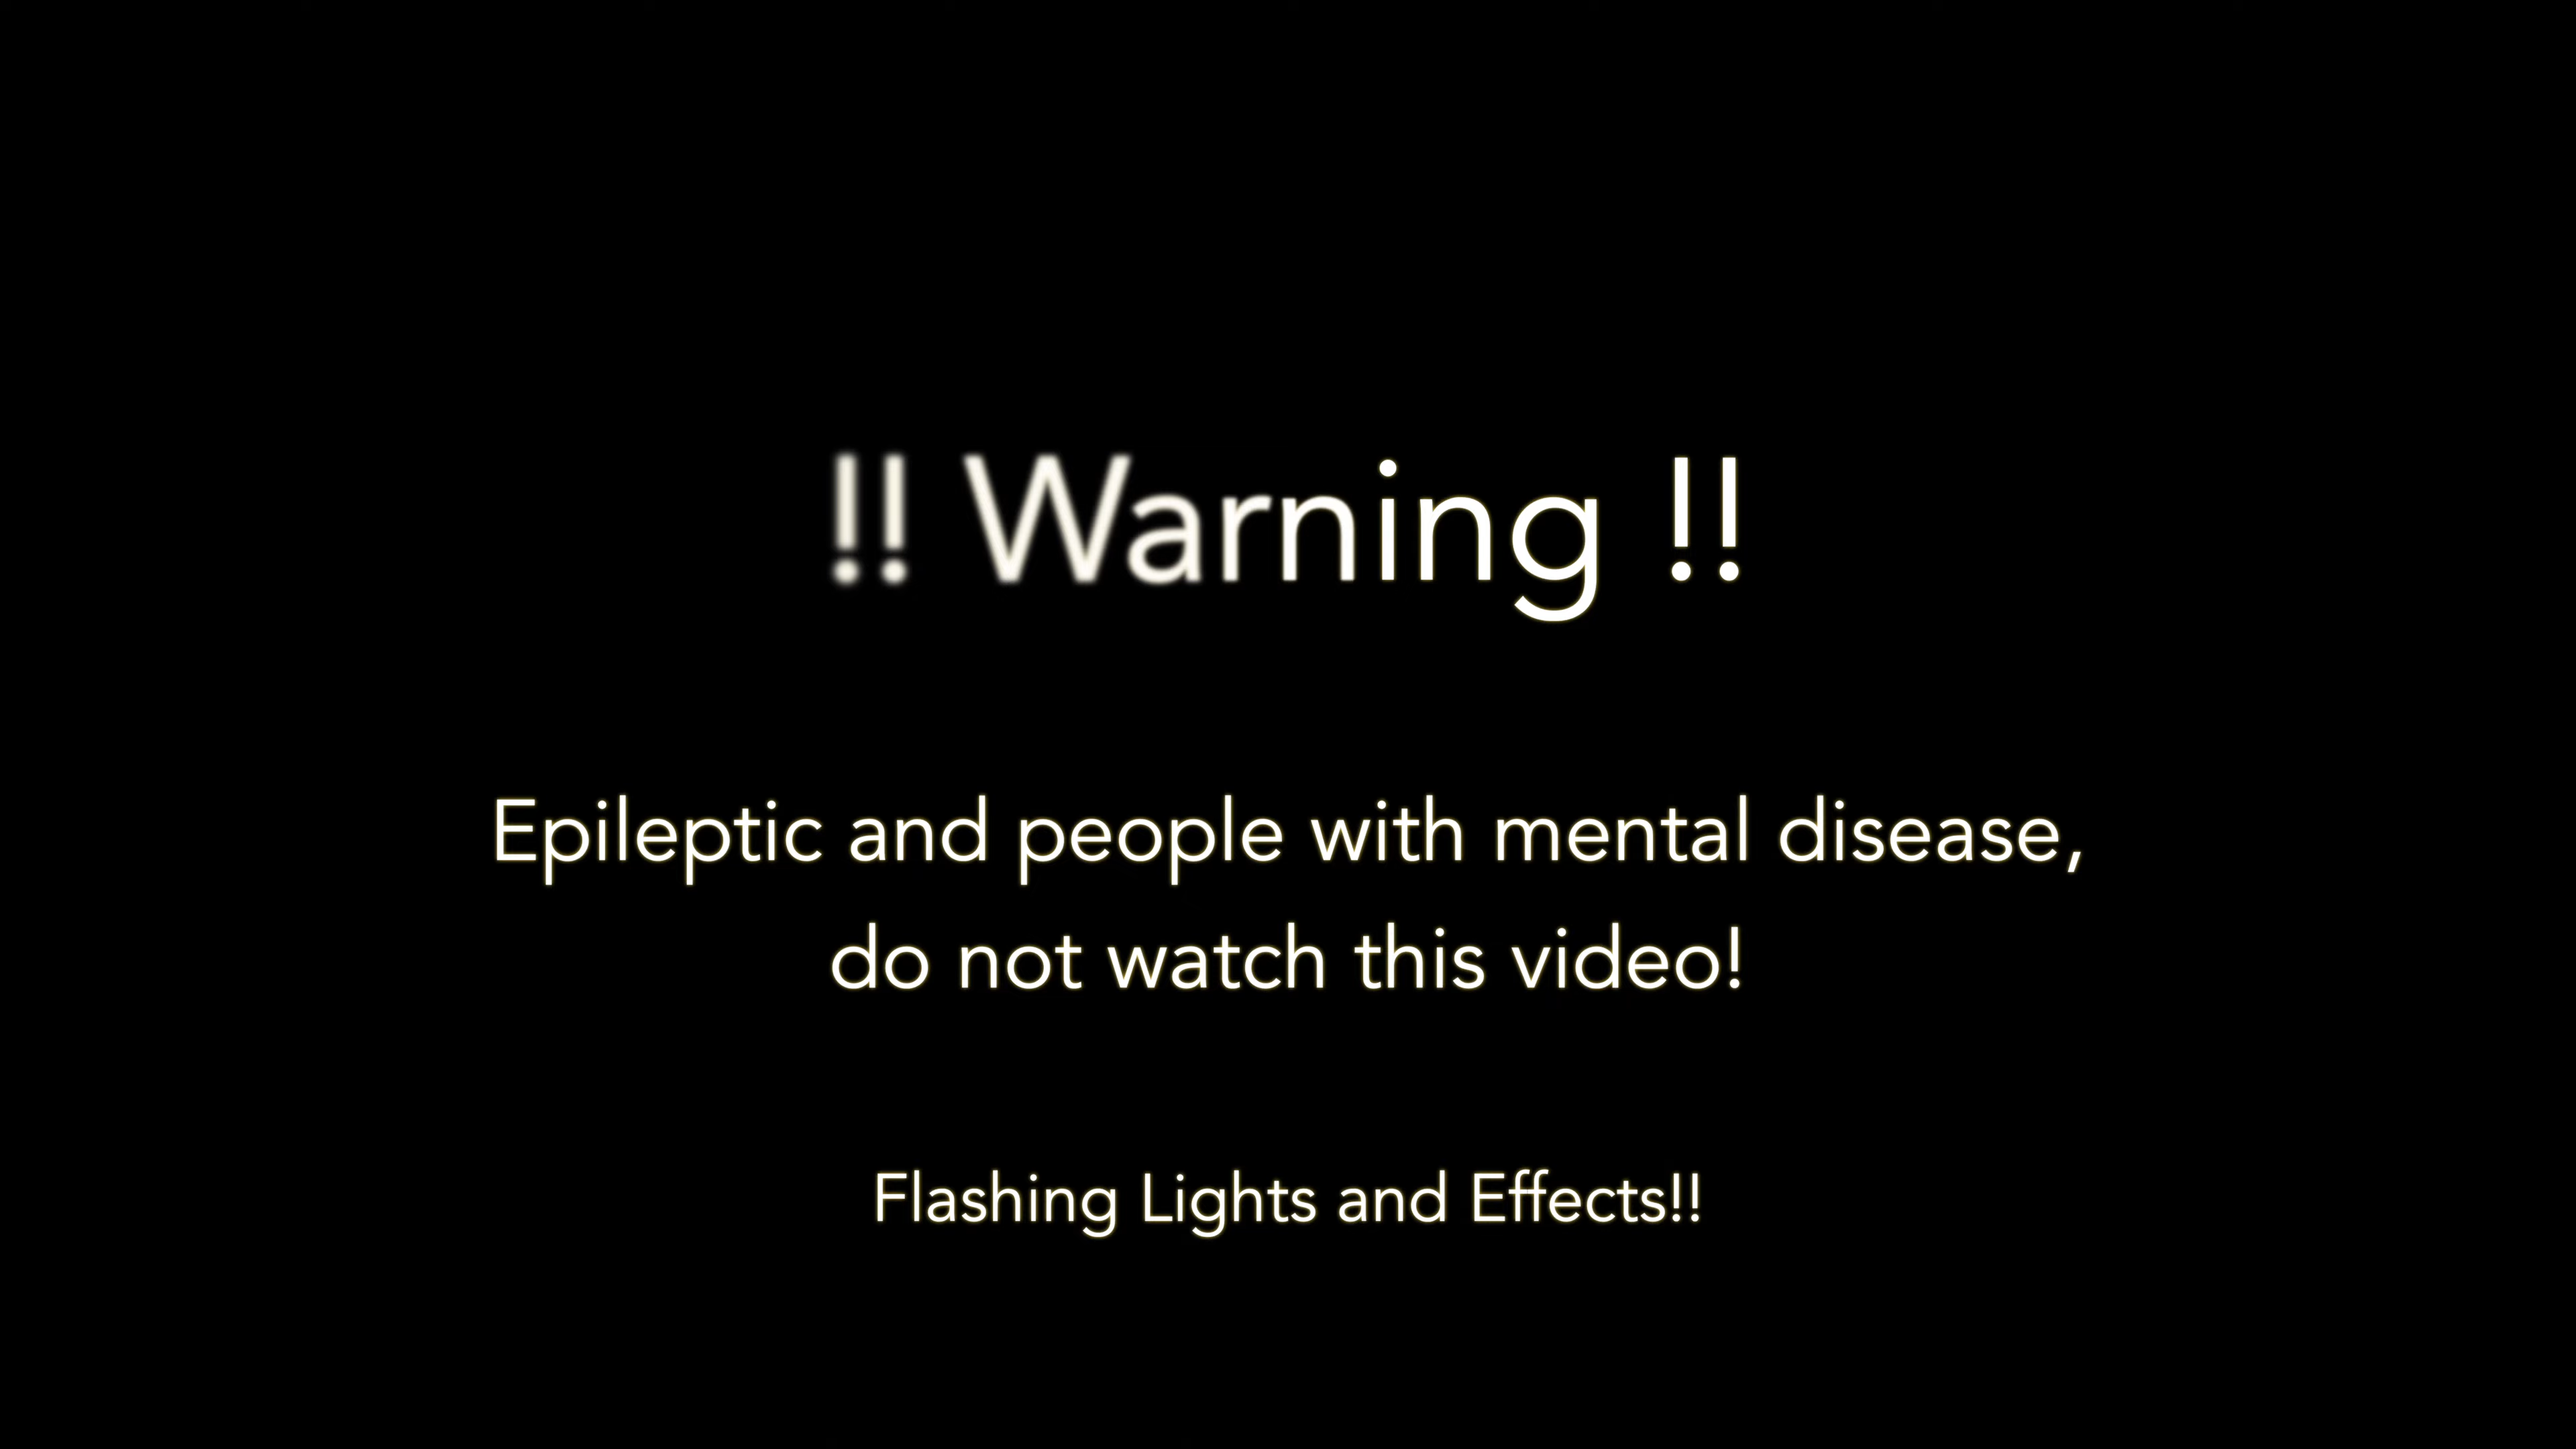 !! Warning !!
Epileptic and people with mental disease,
do not watch this video!
Flashing Lights and Effects!!